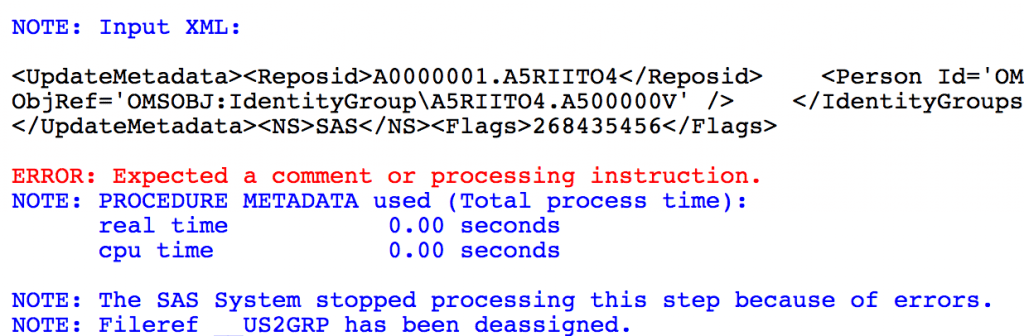 NOTE: Input XML:
<UpdateMetadata><Reposid>A0000001.A5RIITO4</Reposid>    <Person Id='OM
ObjRef='OMSOBJ:IdentityGroup\A5RIITO4.A500000V' />    </IdentityGroups
</UpdateMetadata><NS>SAS</NS><Flags>268435456</Flags>
ERROR: Expected a comment or processing instruction.
NOTE: PROCEDURE METADATA used (Total process time):
      real time           0.00 seconds
      cpu time            0.00 seconds
NOTE: The SAS System stopped processing this step because of errors.
NOTE: Fileref __US2GRP has been deassigned.